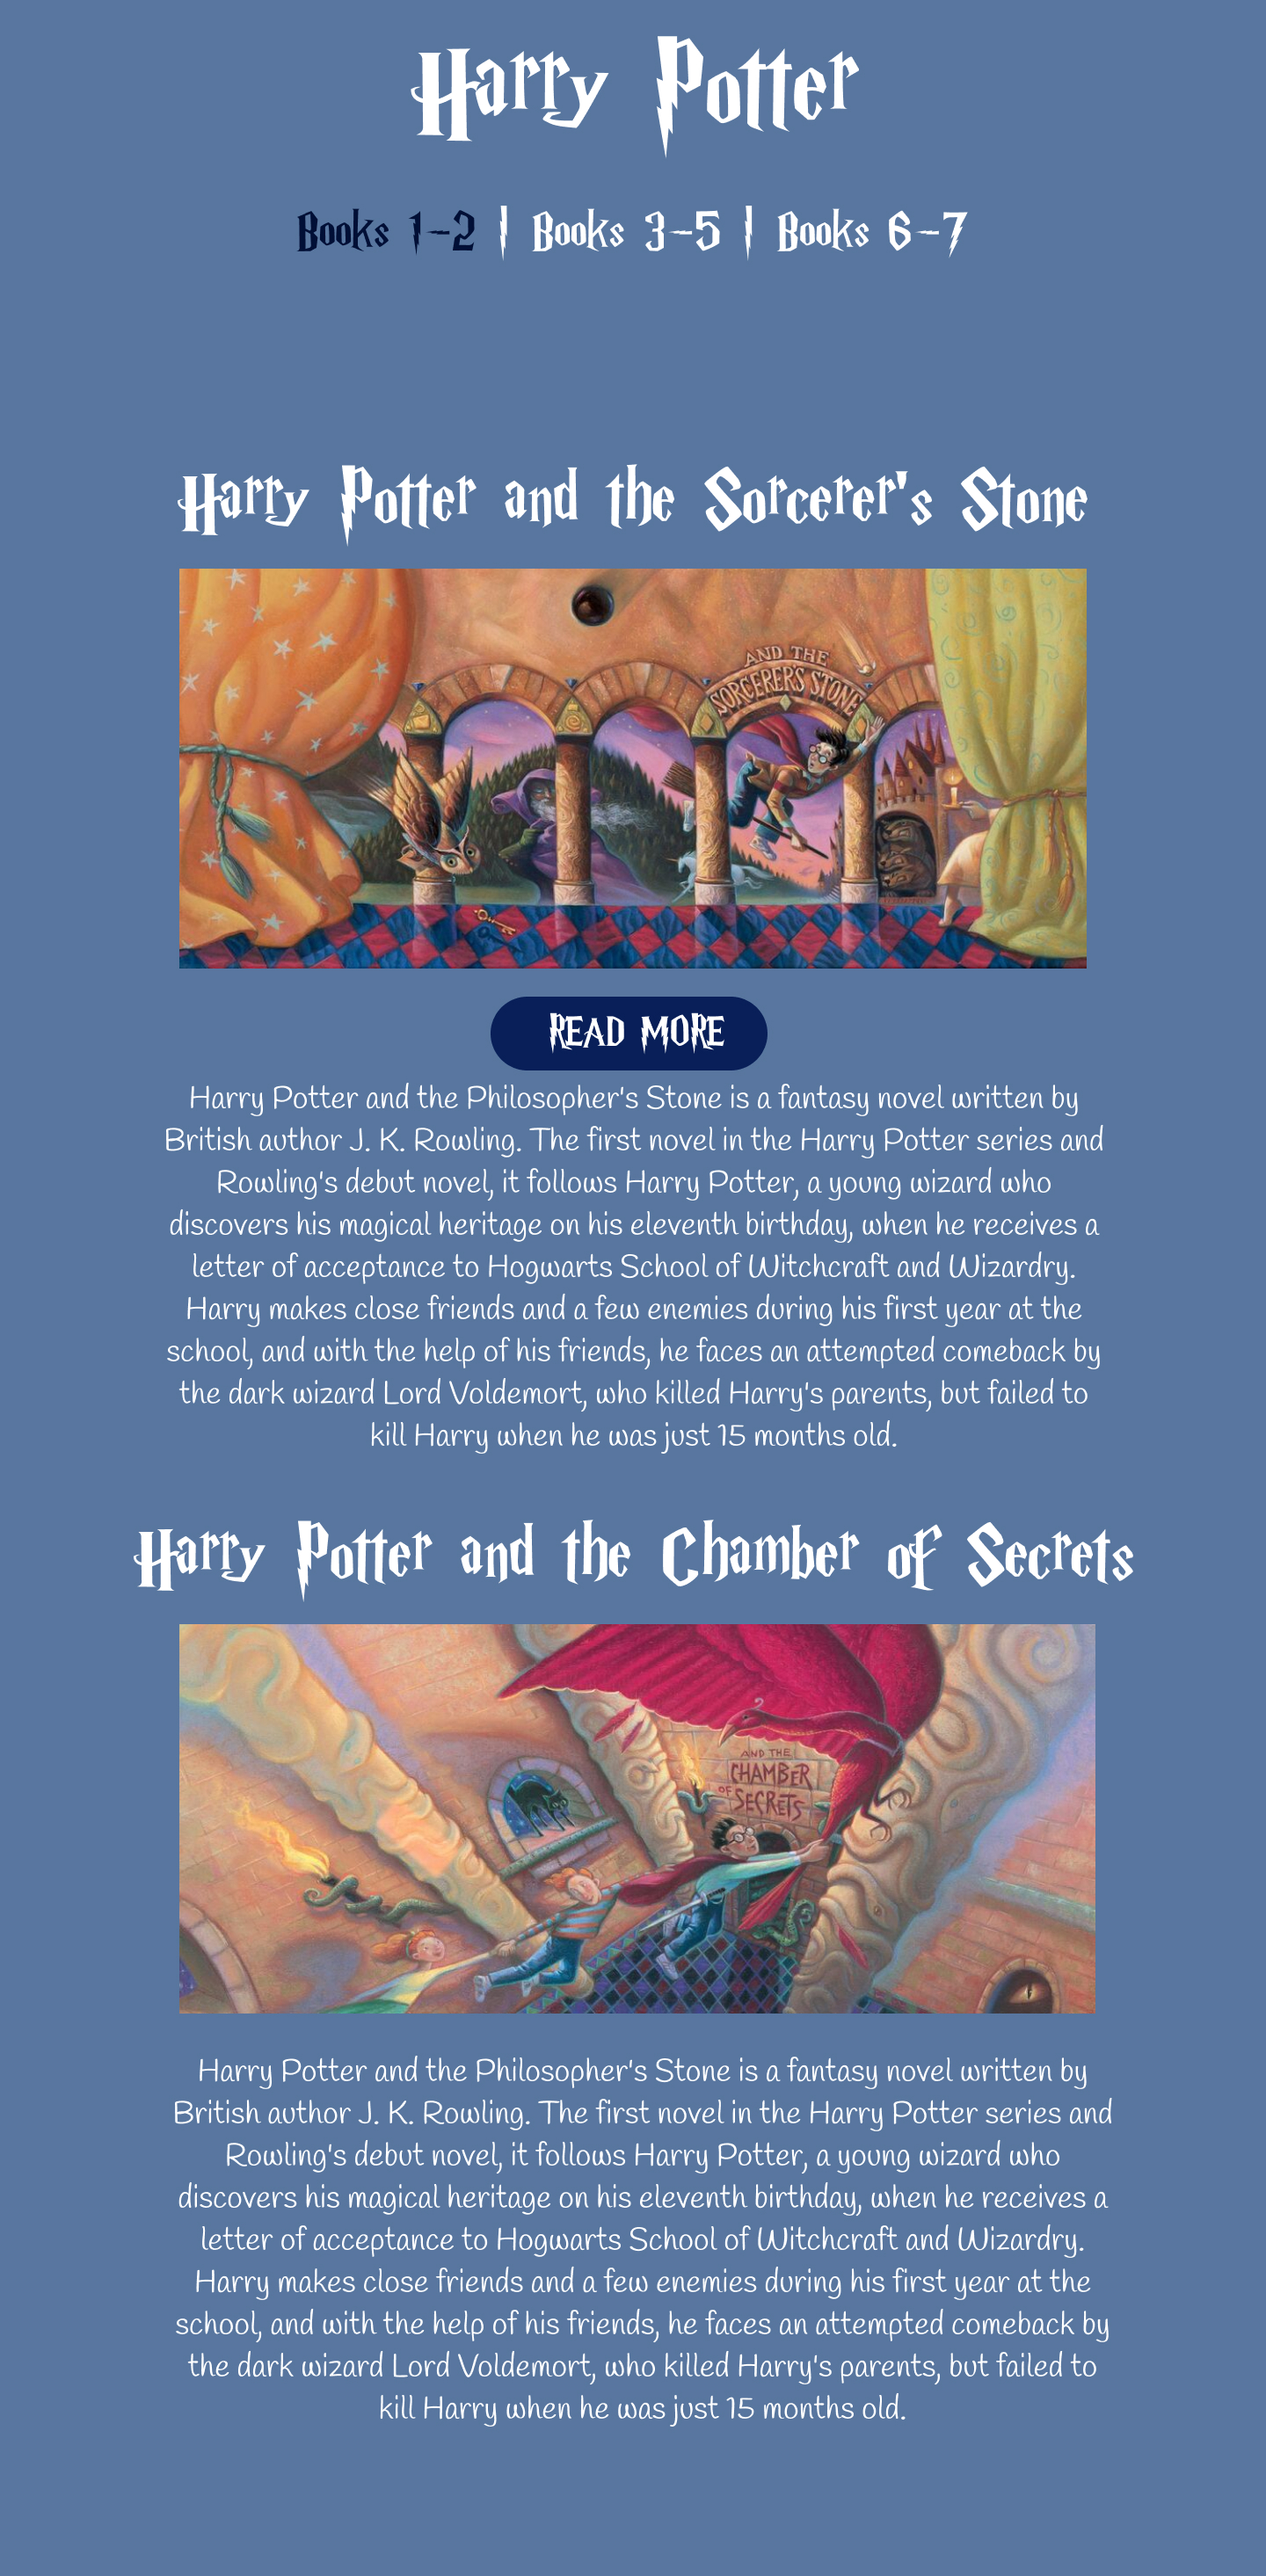 Harry Potter
Books 1-2 | Books 3-5 | Books 6-7
Harry Potter and the Sorcerer's Stone
AND THE
SORCERER'S STONE
READ MORE
Harry Potter and the Philosopher's Stone is a fantasy novel written by
British author J. K. Rowling. The first novel in the Harry Potter series and
Rowling's debut novel, it follows Harry Potter, a young wizard who
discovers his magical heritage on his eleventh birthday, when he receives a
letter of acceptance to Hogwarts School of Witchcraft and Wizardry.
Harry makes close friends and a few enemies during his first year at the
school, and with the help of his friends, he faces an attempted comeback by
the dark wizard Lord Voldemort, who killed Harry's parents, but failed to
kill Harry when he was just 15 months old.
Harry Potter and the Chamber of Secrets
AND THE
CHAMBER
OF SECRETS
Harry Potter and the Philosopher's Stone is a fantasy novel written by
British author J. K. Rowling. The first novel in the Harry Potter series and
Rowling's debut novel, it follows Harry Potter, a young wizard who
discovers his magical heritage on his eleventh birthday, when he receives a
letter of acceptance to Hogwarts School of Witchcraft and Wizardry.
Harry makes close friends and a few enemies during his first year at the
school, and with the help of his friends, he faces an attempted comeback by
the dark wizard Lord Voldemort, who killed Harry's parents, but failed to
kill Harry when he was just 15 months old.